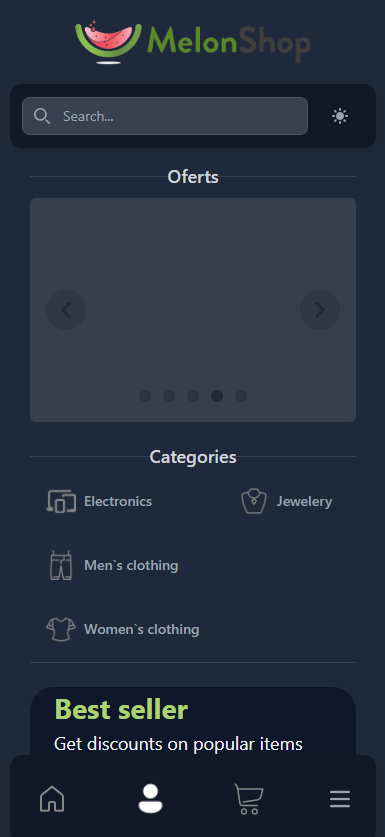 MelonShop
Search...
Oferts
Categories
Electronics
Jewelery
Men`s clothing
Women`s clothing
Best seller
Get discounts on popular items